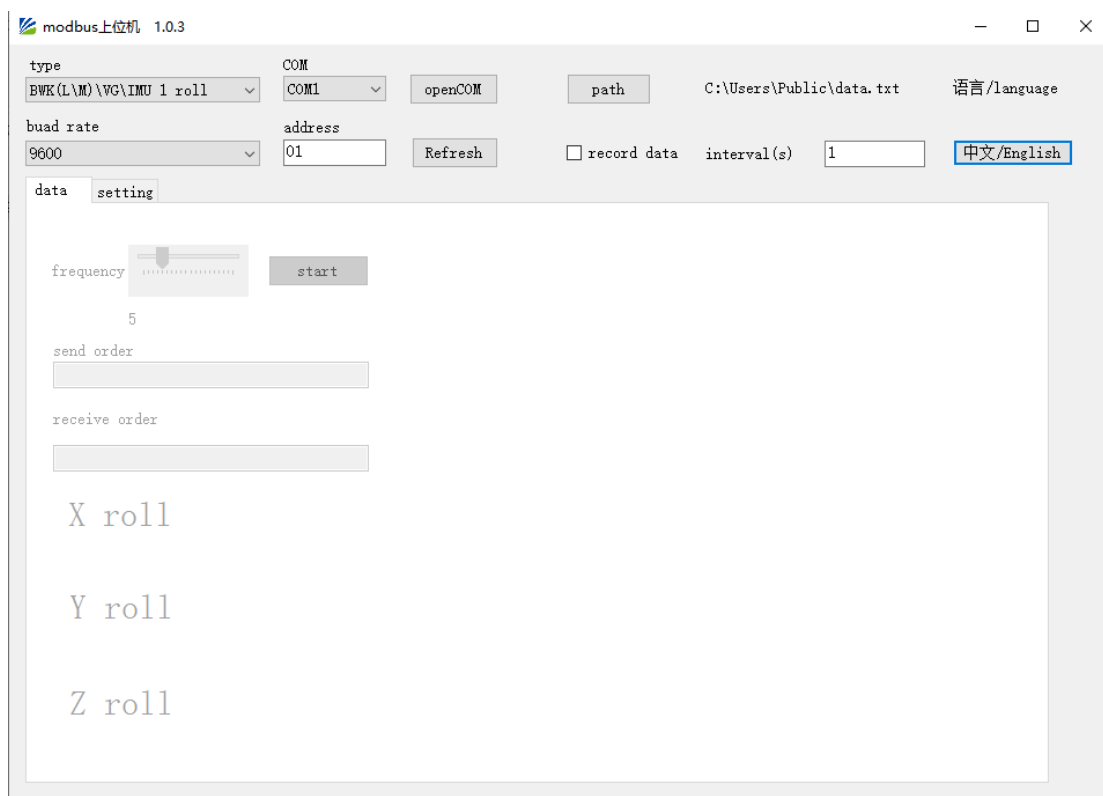 modbus上位机 1.0.3
type
COM
BWK(L\M)\VG\IMU 1 roll
COM1
openCOM
path
C:\Users\Public\data.txt
语言/language
buad rate
address
9600
01
Refresh
record data
interval(s)
1
中文/English
data
setting
frequency
start
5
send order
receive order
X roll
Y roll
Z roll